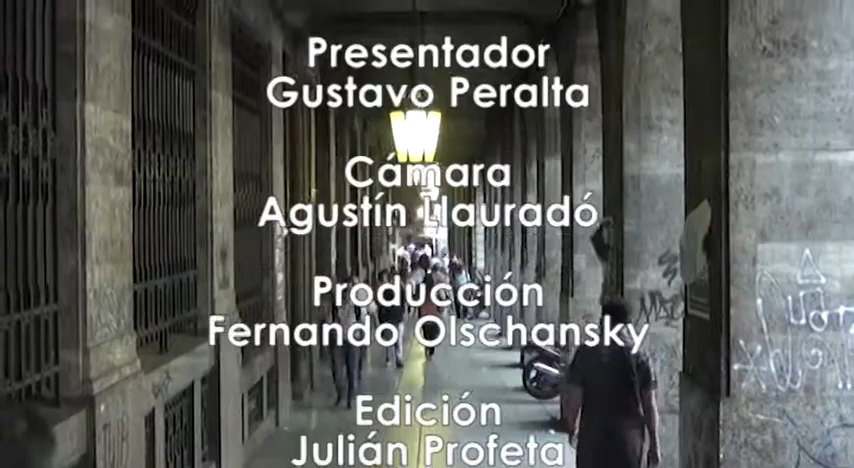 Presentador
Gustavo Peralta
Cámara
Agustín Llauradó
Producción
Fernando Olschansky
Edición
Julián Profeta